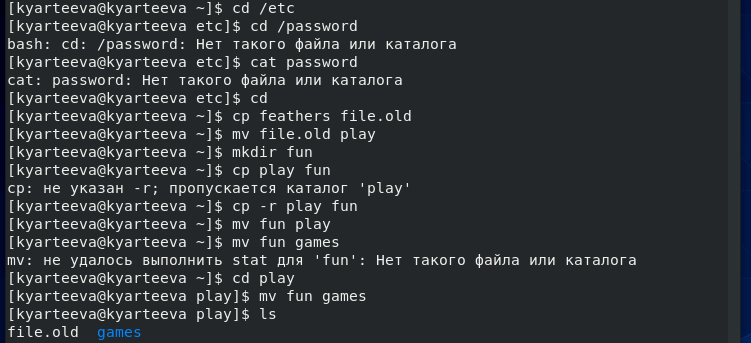 [kyarteeva@kyarteeva ~]$ cd /etc
[kyarteeva@kyarteeva etc]$ cd /password
bash: cd: /password: Нет такого файла или каталога
[kyarteeva@kyarteeva etc]$ cat password
cat: password: Нет такого файла или каталога
[kyarteeva@kyarteeva etc]$ cd
[kyarteeva@kyarteeva ~]$ cp feathers file.old
[kyarteeva@kyarteeva ~]$ mv file.old play
[kyarteeva@kyarteeva ~]$ mkdir fun
[kyarteeva@kyarteeva ~]$ cp play fun
cp: не указан -r; пропускается каталог 'play'
[kyarteeva@kyarteeva ~]$ cp -r play fun
[kyarteeva@kyarteeva ~]$ mv fun play
[kyarteeva@kyarteeva ~]$ mv fun games
mv: не удалось выполнить stat для 'fun': Нет такого файла или каталога
[kyarteeva@kyarteeva ~]$ cd play
[kyarteeva@kyarteeva play]$ mv fun games
[kyarteeva@kyarteeva play]$ ls
file.old  games